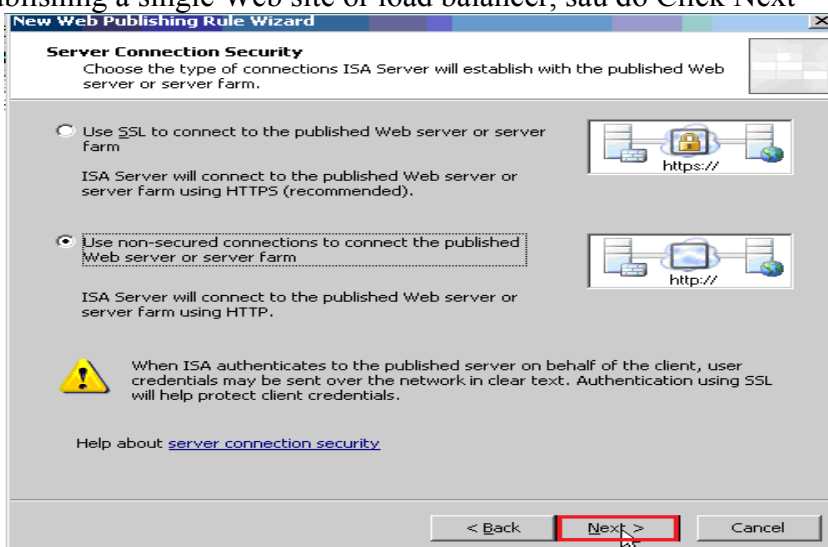 blishing a single Web site or load balancer, sau đó Click Next
New Web Publishing Rule Wizard
Server Connection Security
Choose the type of connections ISA Server will establish with the published Web
server or server farm.
Use SSL to connect to the published Web server or server
farm
https://
ISA Server will connect to the published Web server or
server farm using HTTPS (recommended).
Use non-secured connections to connect the published
Web server or server farm
http://
ISA Server will connect to the published Web server or
server farm using HTTP.
When ISA authenticates to the published server on behalf of the client, user
credentials may be sent over the network in clear text. Authentication using SSL
will help protect client credentials.
Help about server connection security
< Back Next > Cancel